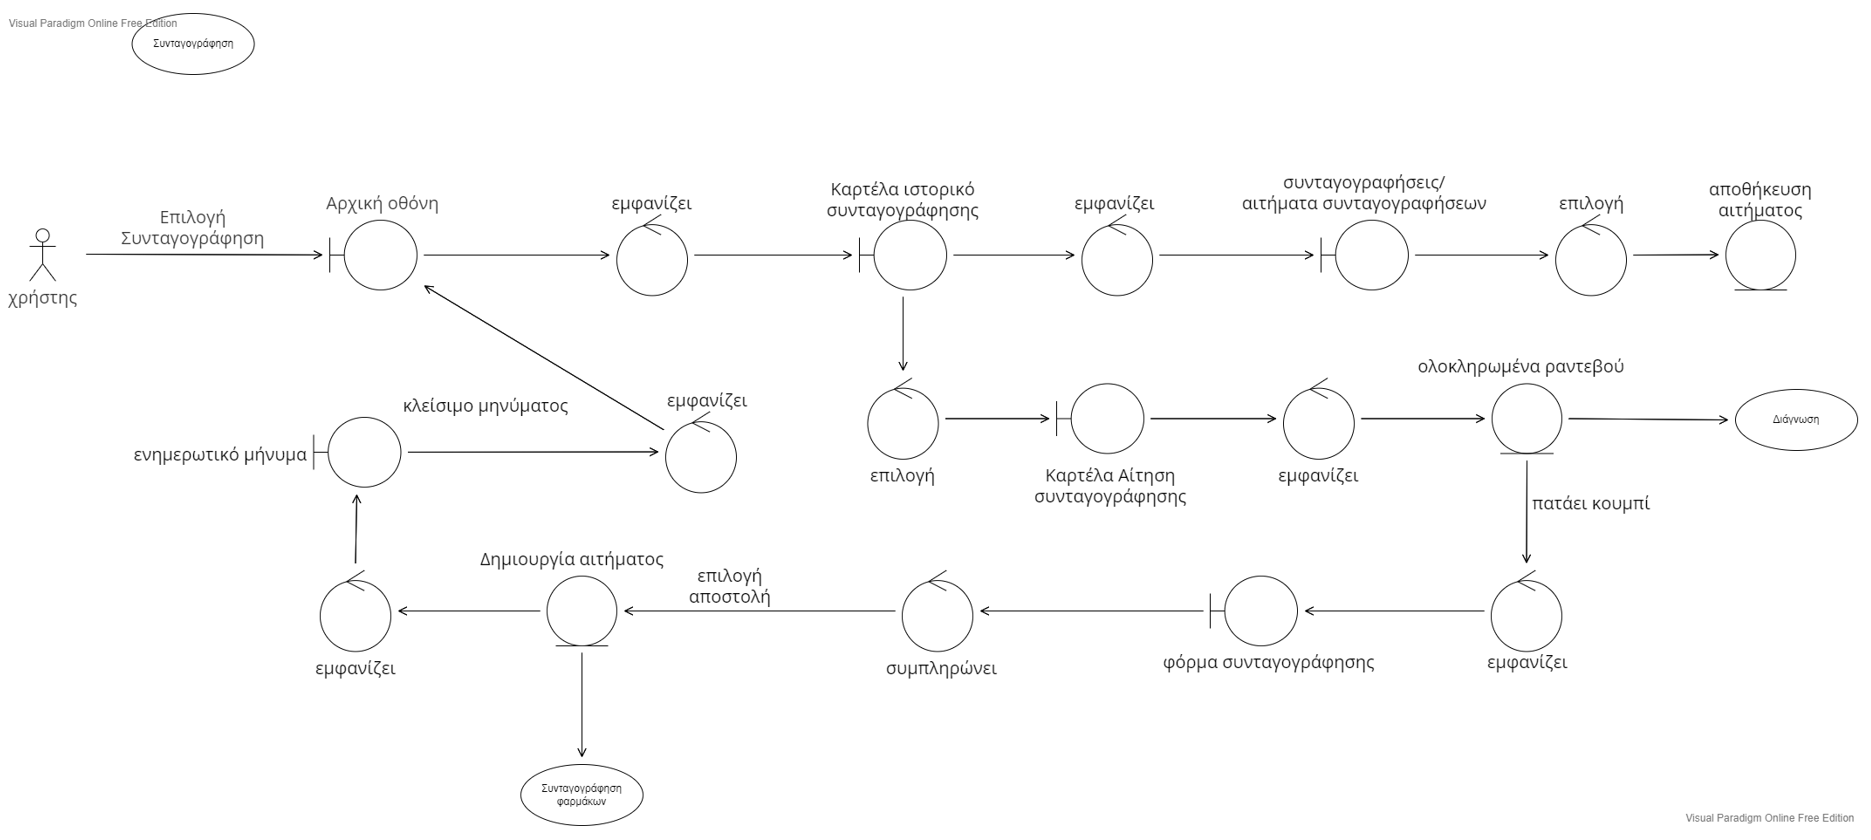 Visual Paradigm Online Free Edition
Συνταγογράφηση
Επιλογή
Συνταγογράφηση
χρήστης
Αρχική οθόνη
εμφανίζει
Καρτέλα ιστορικό
συνταγογράφησης
εμφανίζει
συνταγογραφήσεις/
αιτήματα συνταγογραφήσεων
επιλογή
αποθήκευση
αιτήματος
επιλογή
Καρτέλα Αίτηση
συνταγογράφησης
εμφανίζει
ολοκληρωμένα ραντεβού
Διάγνωση
πατάει κουμπί
εμφανίζει
φόρμα συνταγογράφησης
συμπληρώνει
επιλογή
αποστολή
Δημιουργία αιτήματος
εμφανίζει
ενημερωτικό μήνυμα
κλείσιμο μηνύματος
εμφανίζει
Συνταγογράφηση
φαρμάκων
Visual Paradigm Online Free Edition